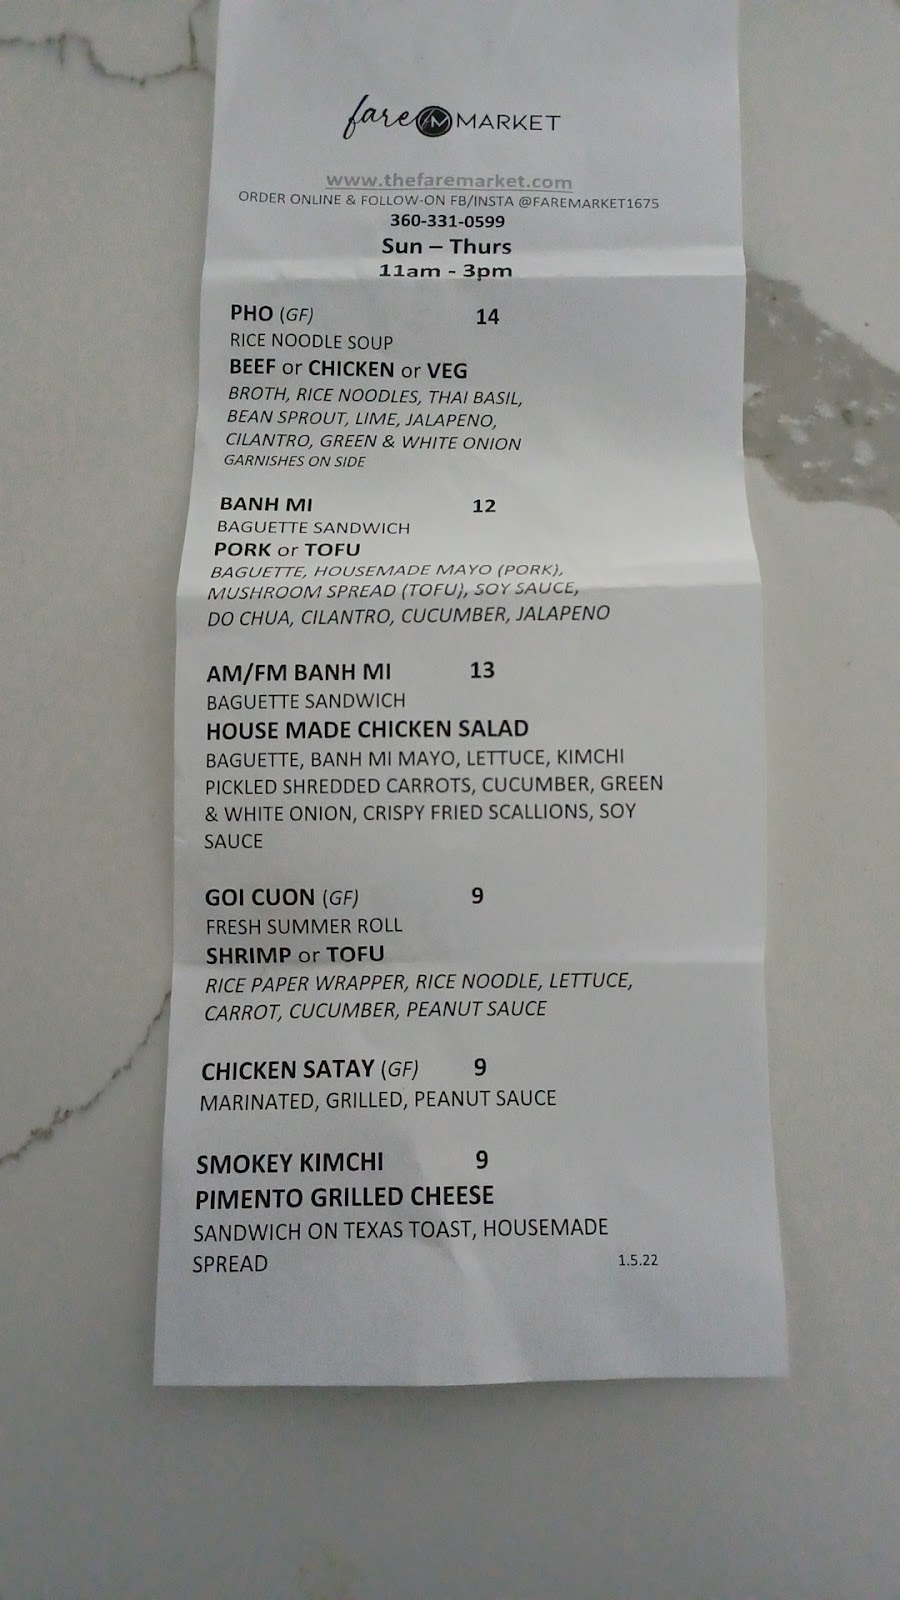 fare M MARKET
www.thefaremarket.com
ORDER ONLINE & FOLLOW-ON FB/INSTA @FAREMARKET1675
360-331-0599
Sun – Thurs
11am - 3pm
PHO (GF) 14
RICE NOODLE SOUP
BEEF or CHICKEN or VEG
BROTH, RICE NOODLES, THAI BASIL,
BEAN SPROUT, LIME, JALAPENO,
CILANTRO, GREEN & WHITE ONION
GARNISHES ON SIDE
BANH MI 12
BAGUETTE SANDWICH
PORK or TOFU
BAGUETTE, HOUSEMADE MAYO (PORK),
MUSHROOM SPREAD (TOFU), SOY SAUCE,
DO CHUA, CILANTRO, CUCUMBER, JALAPENO
AM/FM BANH MI 13
BAGUETTE SANDWICH
HOUSE MADE CHICKEN SALAD
BAGUETTE, BANH MI MAYO, LETTUCE, KIMCHI
PICKLED SHREDDED CARROTS, CUCUMBER, GREEN
& WHITE ONION, CRISPY FRIED SCALLIONS, SOY
SAUCE
GOI CUON (GF) 9
FRESH SUMMER ROLL
SHRIMP or TOFU
RICE PAPER WRAPPER, RICE NOODLE, LETTUCE,
CARROT, CUCUMBER, PEANUT SAUCE
CHICKEN SATAY (GF) 9
MARINATED, GRILLED, PEANUT SAUCE
SMOKEY KIMCHI 9
PIMENTO GRILLED CHEESE
SANDWICH ON TEXAS TOAST, HOUSEMADE
SPREAD 1.5.22